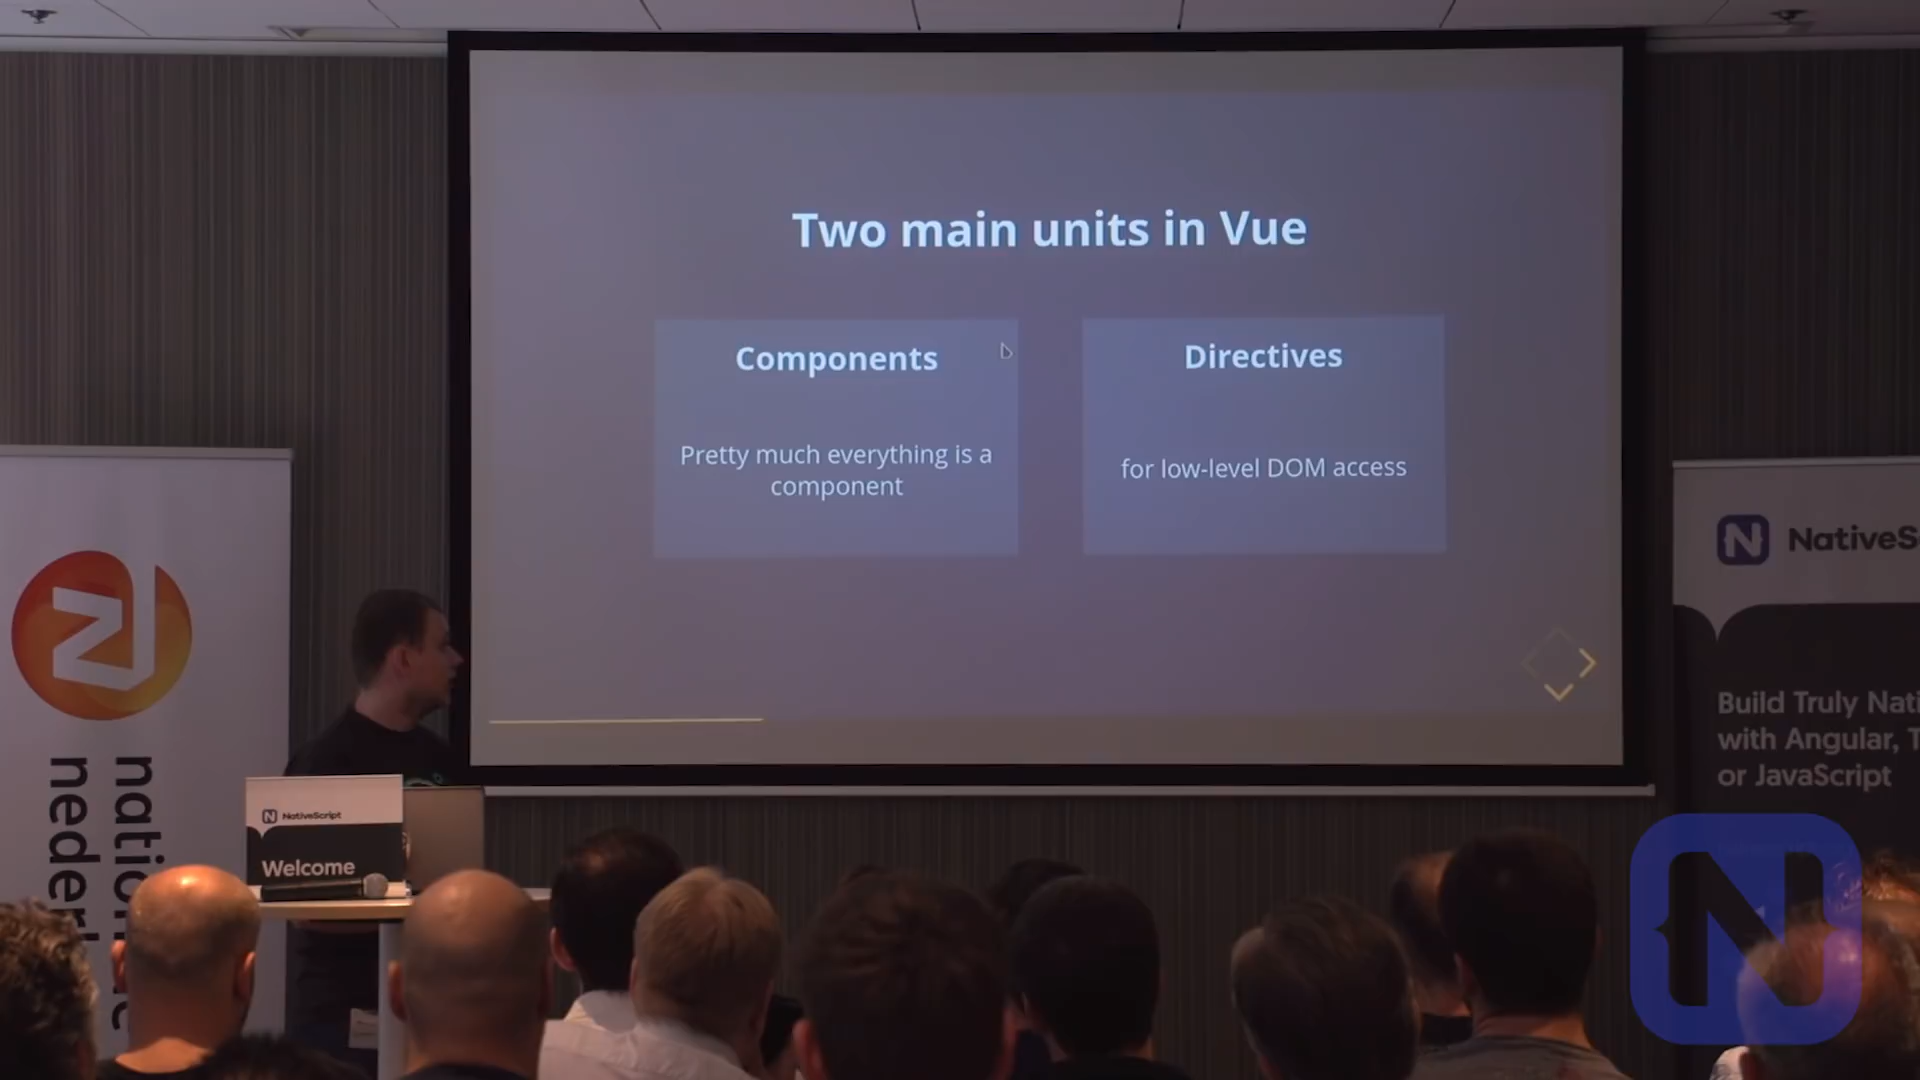 Two main units in Vue
Components
Pretty much everything is a
component
Directives
for low-level DOM access
NativeS
Build Truly Nati
with Angular, T
or JavaScript
NativeScript
Welcome
natio
nederl